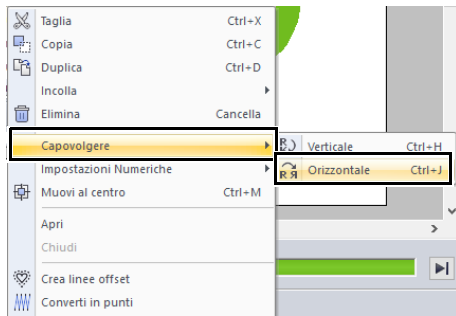 Taglia Ctrl+X
Copia Ctrl+C
Duplica Ctrl+D
Incolla
Elimina Cancella
Capovolgere
Verticale Ctrl+H
Impostazioni Numeriche
Orizzontale Ctrl+J
Muovi al centro Ctrl+M
Apri
Chiudi
Crea linee offset
Converti in punti